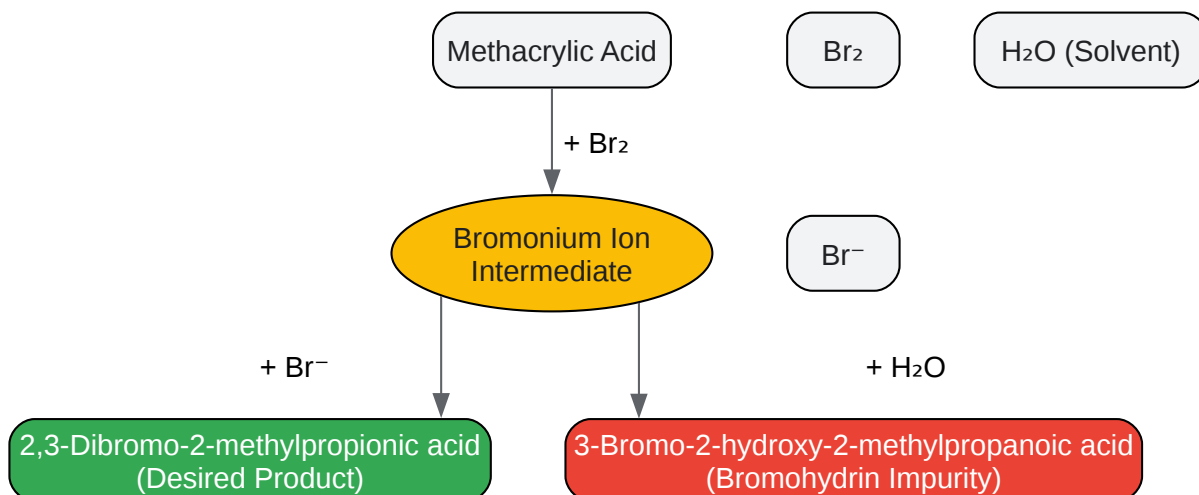 Methacrylic Acid
Br₂
H₂O (Solvent)
+ Br₂
Bromonium Ion
Intermediate
Br⁻
+ Br⁻
+ H₂O
2,3-Dibromo-2-methylpropionic acid
(Desired Product)
3-Bromo-2-hydroxy-2-methylpropanoic acid
(Bromohydrin Impurity)